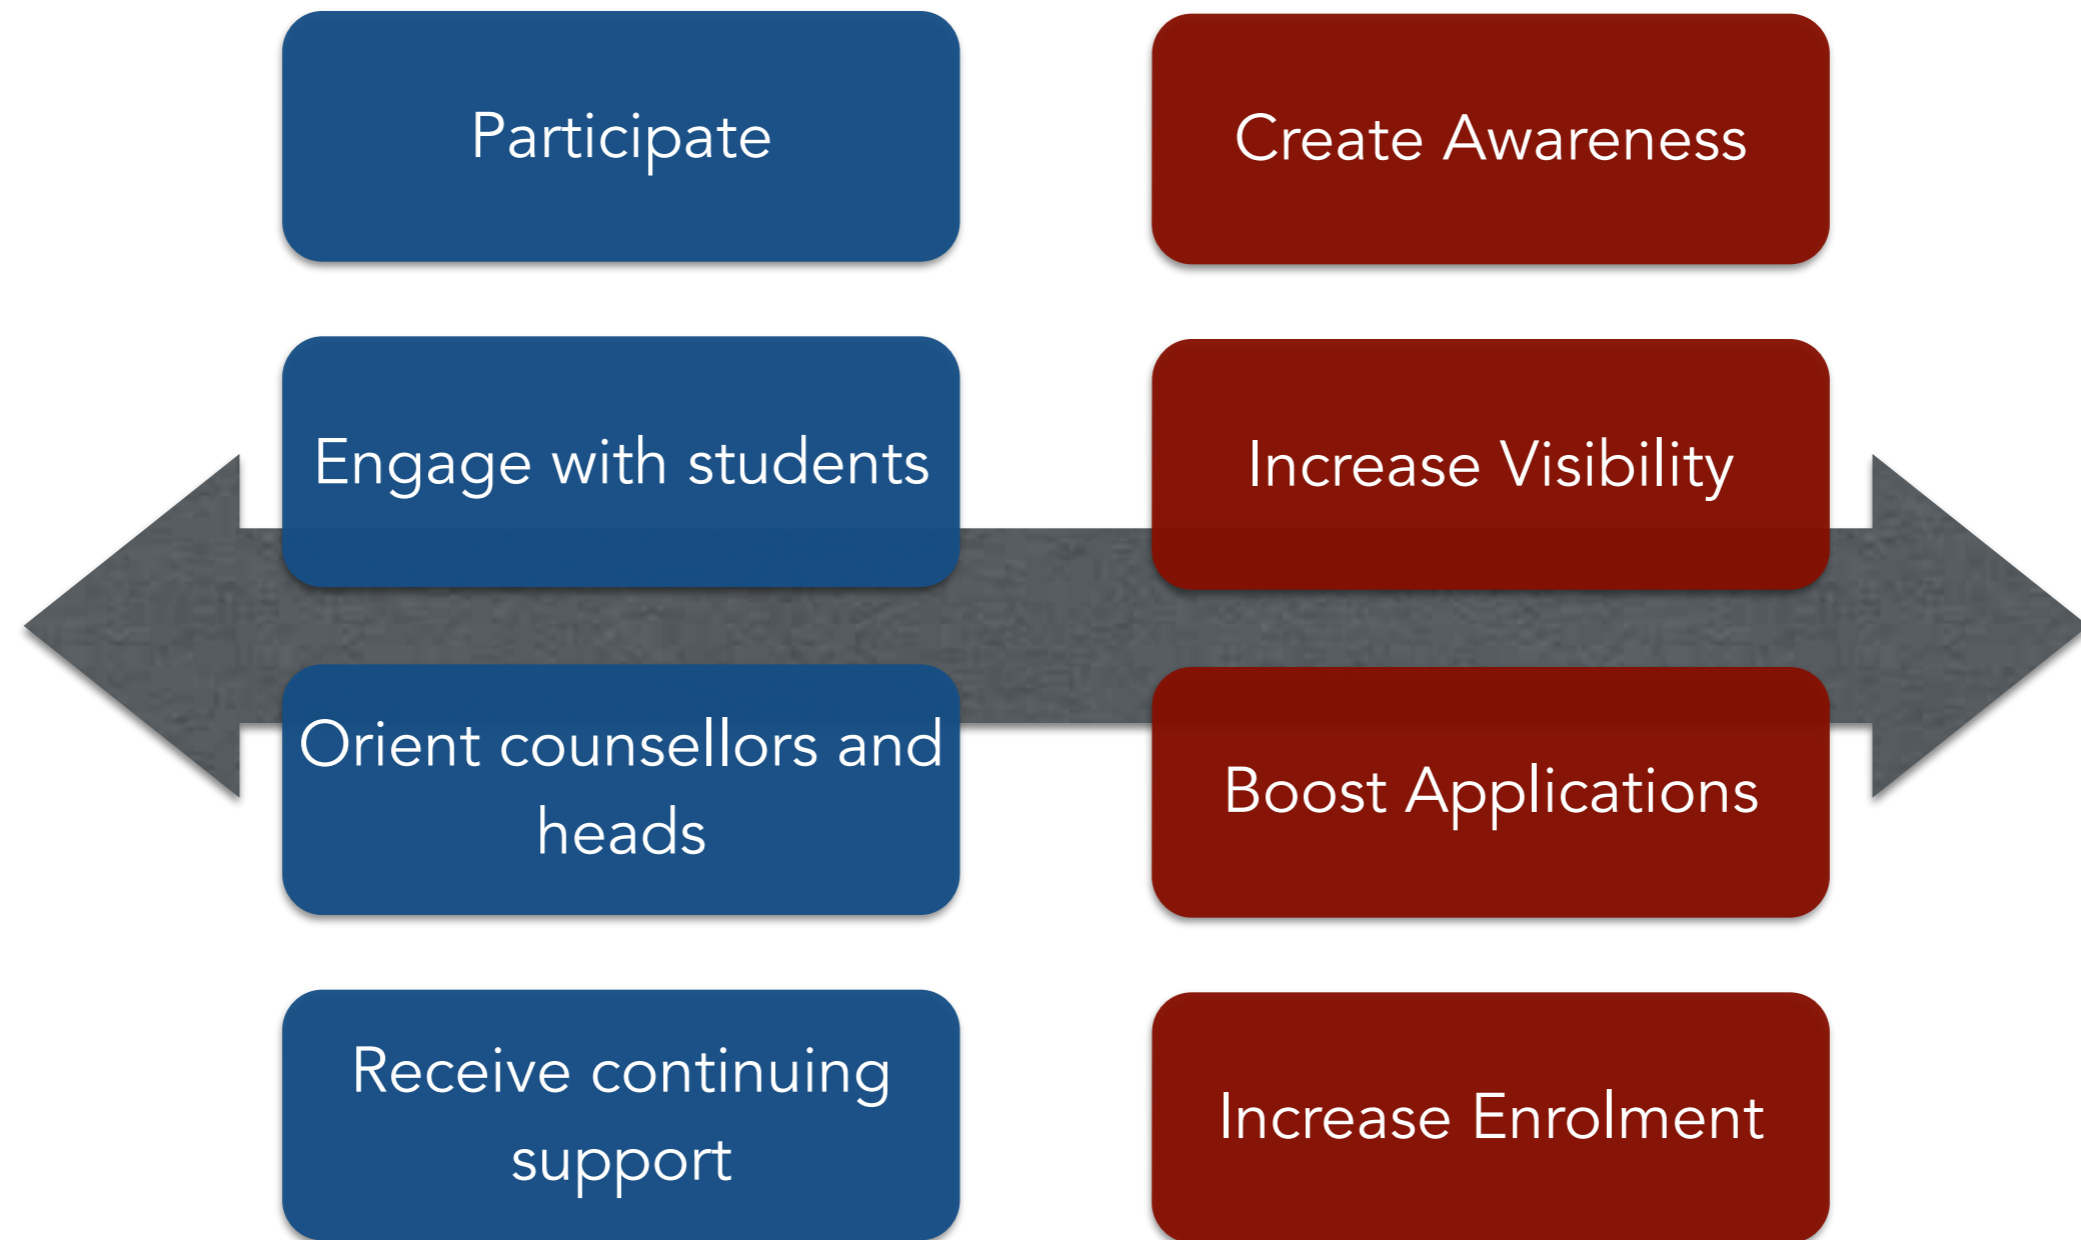 Participate
Create Awareness
Engage with students
Increase Visibility
Orient counsellors and
heads
Boost Applications
Receive continuing
support
Increase Enrolment